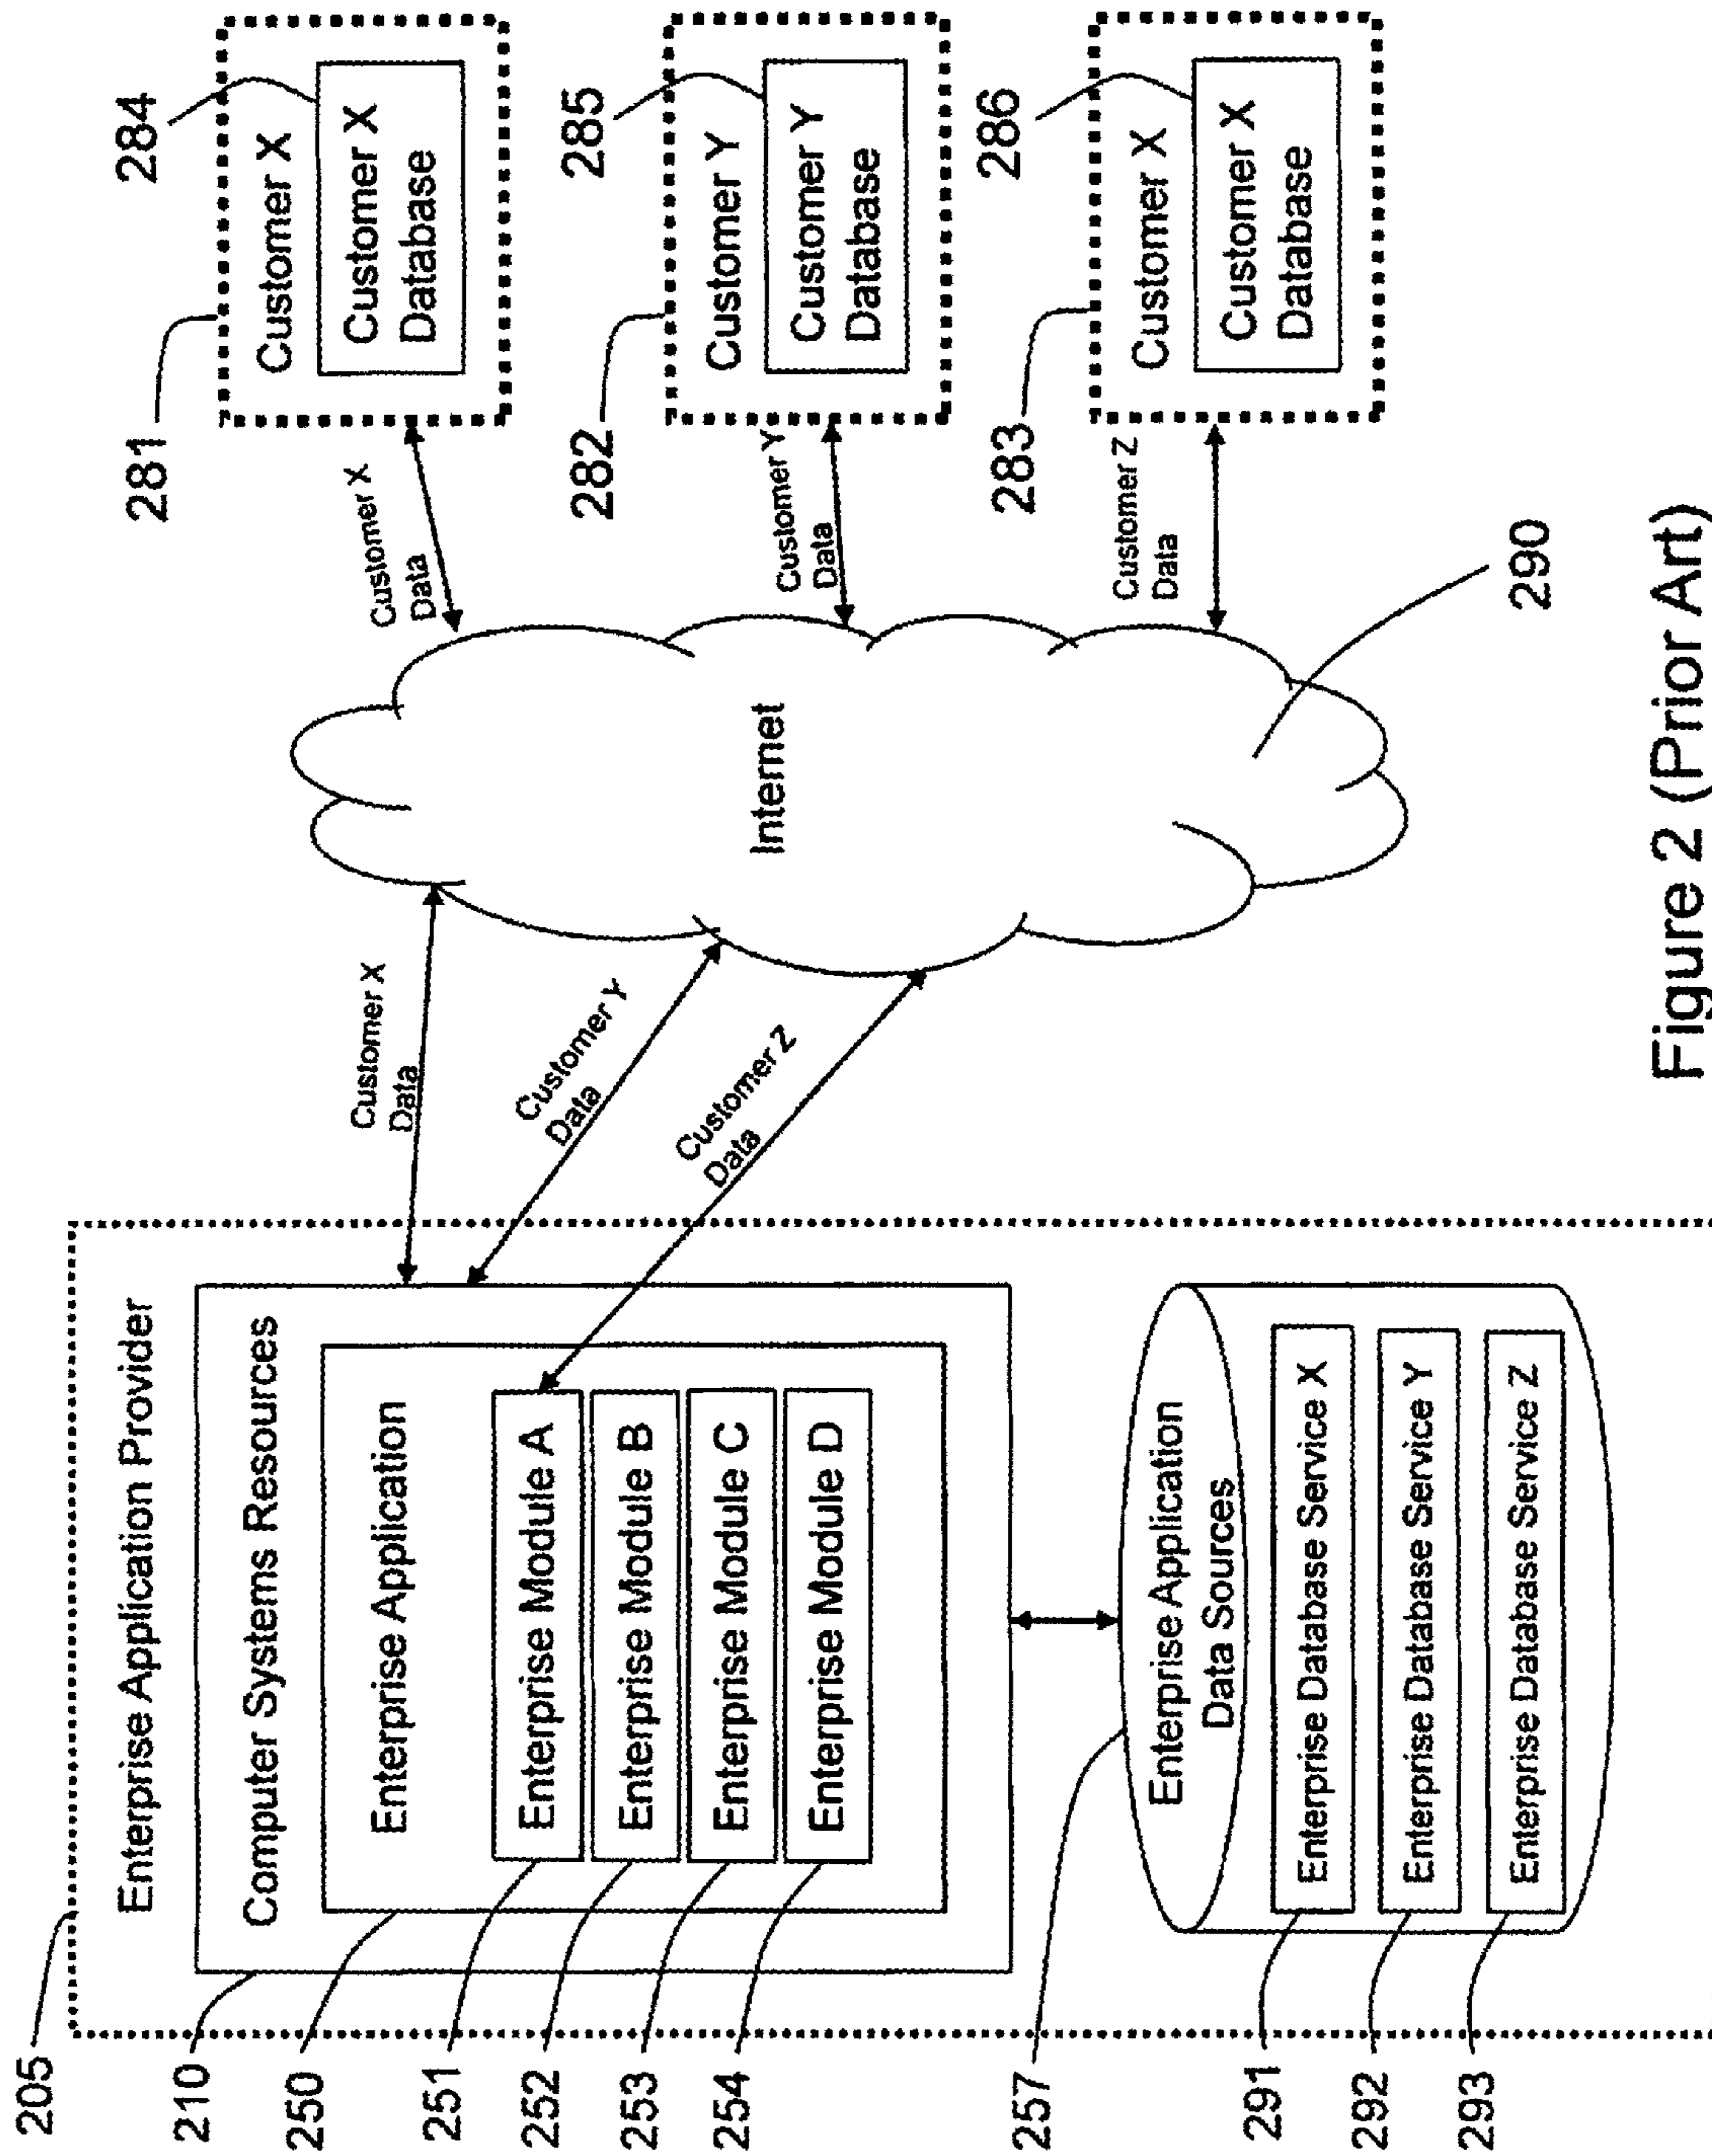 205
210
250
251
252
253
254
257
291
292
293
Enterprise Application Provider
Computer Systems Resources
Enterprise Application
Enterprise Module A
Enterprise Module B
Enterprise Module C
Enterprise Module D
Enterprise Application
Data Sources
Enterprise Database Service X
Enterprise Database Service Y
Enterprise Database Service Z
Customer X
Data
Customer Y
Data
Customer Z
Data
Internet
290
Customer X
Data
Customer Y
Data
Customer Z
Data
281
284
Customer X
Customer X
Database
282
285
Customer Y
Customer Y
Database
283
286
Customer X
Customer X
Database
Figure 2 (Prior Art)